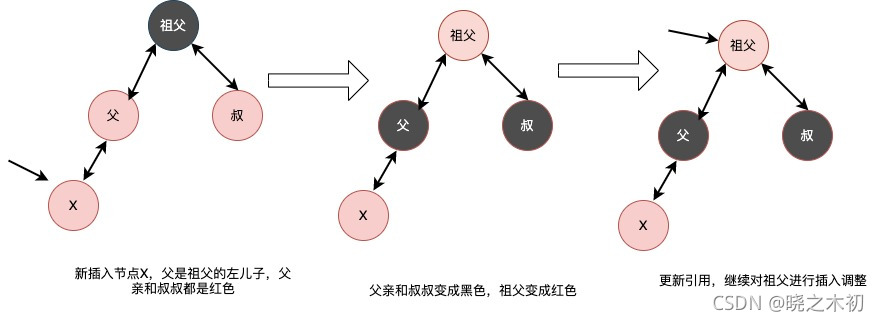 祖父
父
叔
X
新插入节点X，父是祖父的左儿子，父
亲和叔叔都是红色
祖父
父
叔
X
父亲和叔叔变成黑色，祖父变成红色
祖父
父
叔
X
更新引用，继续对祖父进行插入调整
CSDN @晓之木初